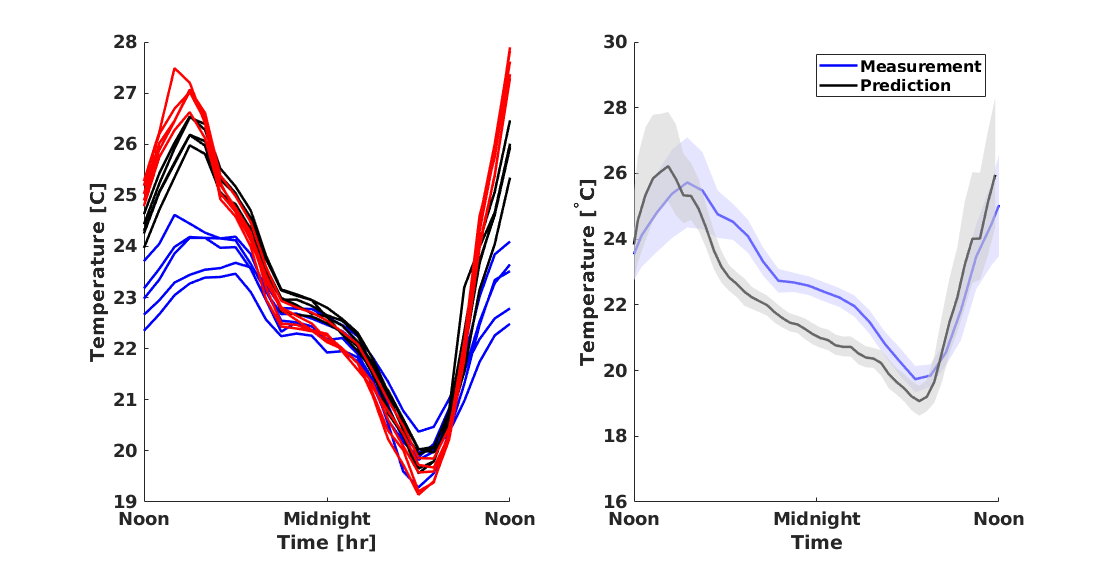 28
27
26
25
24
23
22
21
20
19
Temperature [C]
Noon
Midnight
Noon
Time [hr]
30
28
26
24
22
20
18
16
Temperature [°C]
Measurement
Prediction
Noon
Midnight
Noon
Time